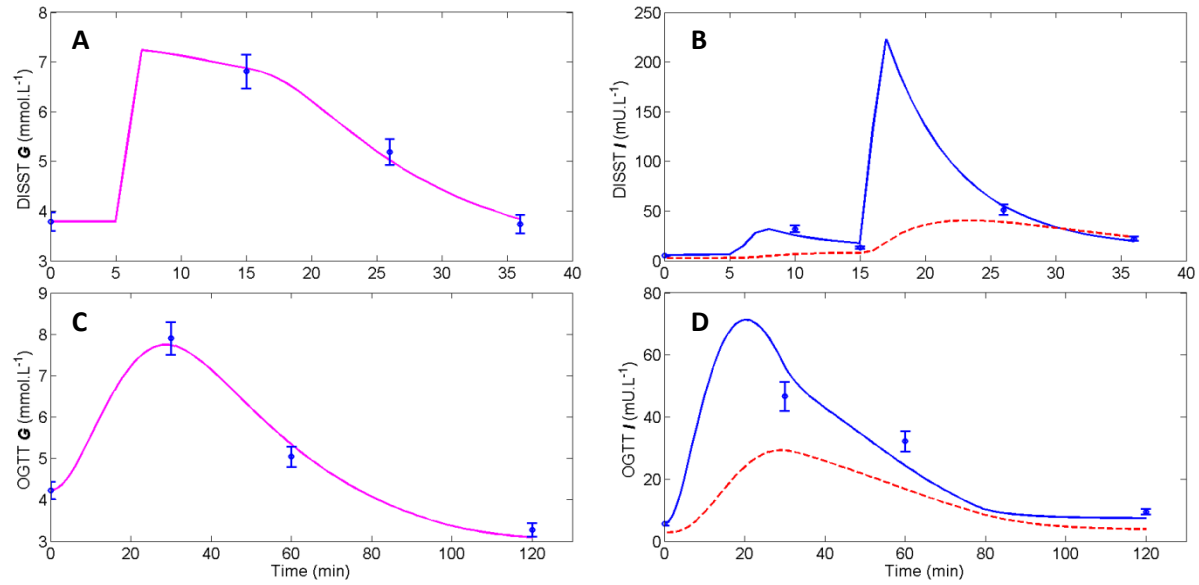 A
DISST G (mmol.L-1)
8
7
6
5
4
3
0 5 10 15 20 25 30 35 40
B
DISST I (mU.L-1)
250
200
150
100
50
0
0 5 10 15 20 25 30 35 40
C
OGTT G (mmol.L-1)
9
8
7
6
5
4
3
0 20 40 60 80 100 120
Time (min)
D
OGTT I (mU.L-1)
80
60
40
20
0
0 20 40 60 80 100 120
Time (min)